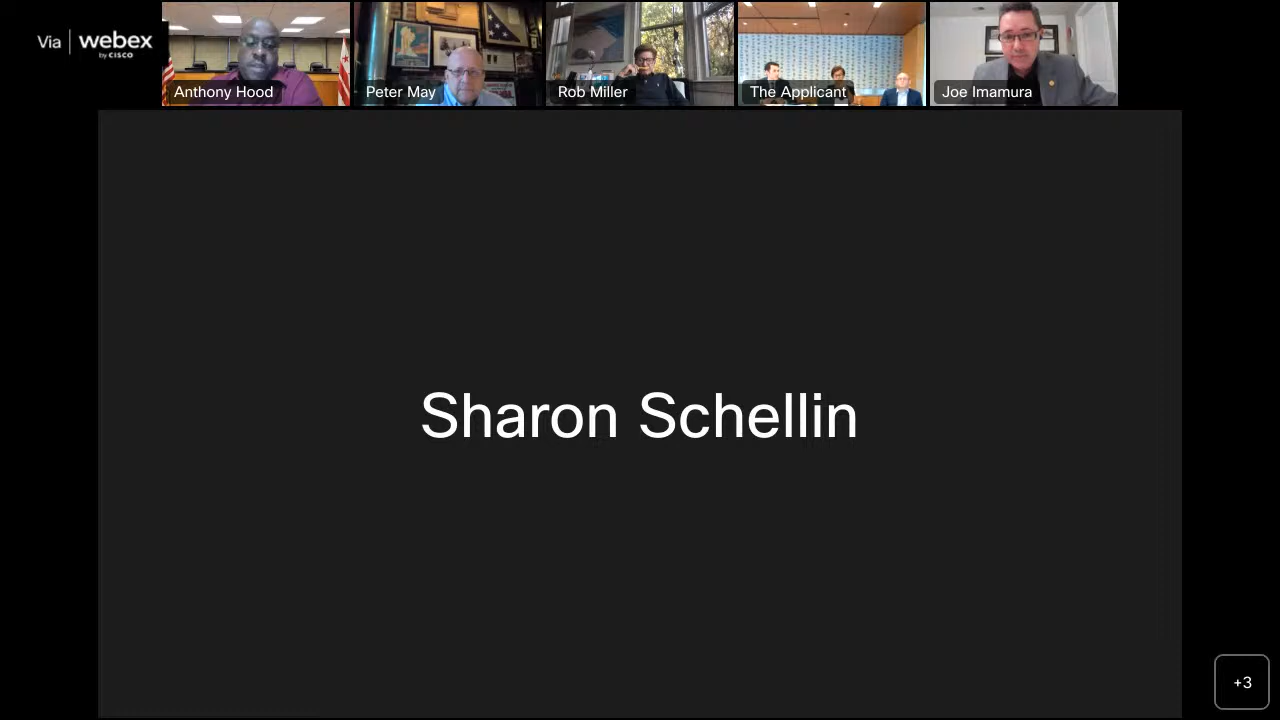 Via webex
by CISCO
Anthony Hood
Peter May
Rob Miller
The Applicant
Joe Imamura
Sharon Schellin
+3